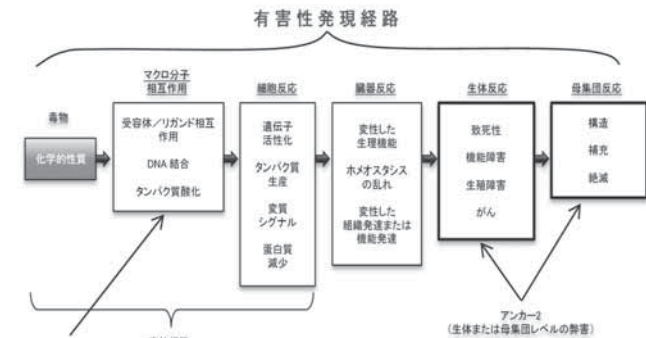 有害性発現経路
毒物
化学的性質
マクロ分子
相互作用
受容体／リガンド相互
作用
DNA 結合
タンパク質酸化
細胞反応
遺伝子
活性化
タンパク質
生産
変質
シグナル
蛋白質
減少
臓器反応
変性した
生理機能
ホメオスタシス
の乱れ
変性した
組織発達または
機能発達
生体反応
致死性
機能障害
生殖障害
がん
母集団反応
構造
補充
絶滅
アンカー2
（生体または母集団レベルの弊害）